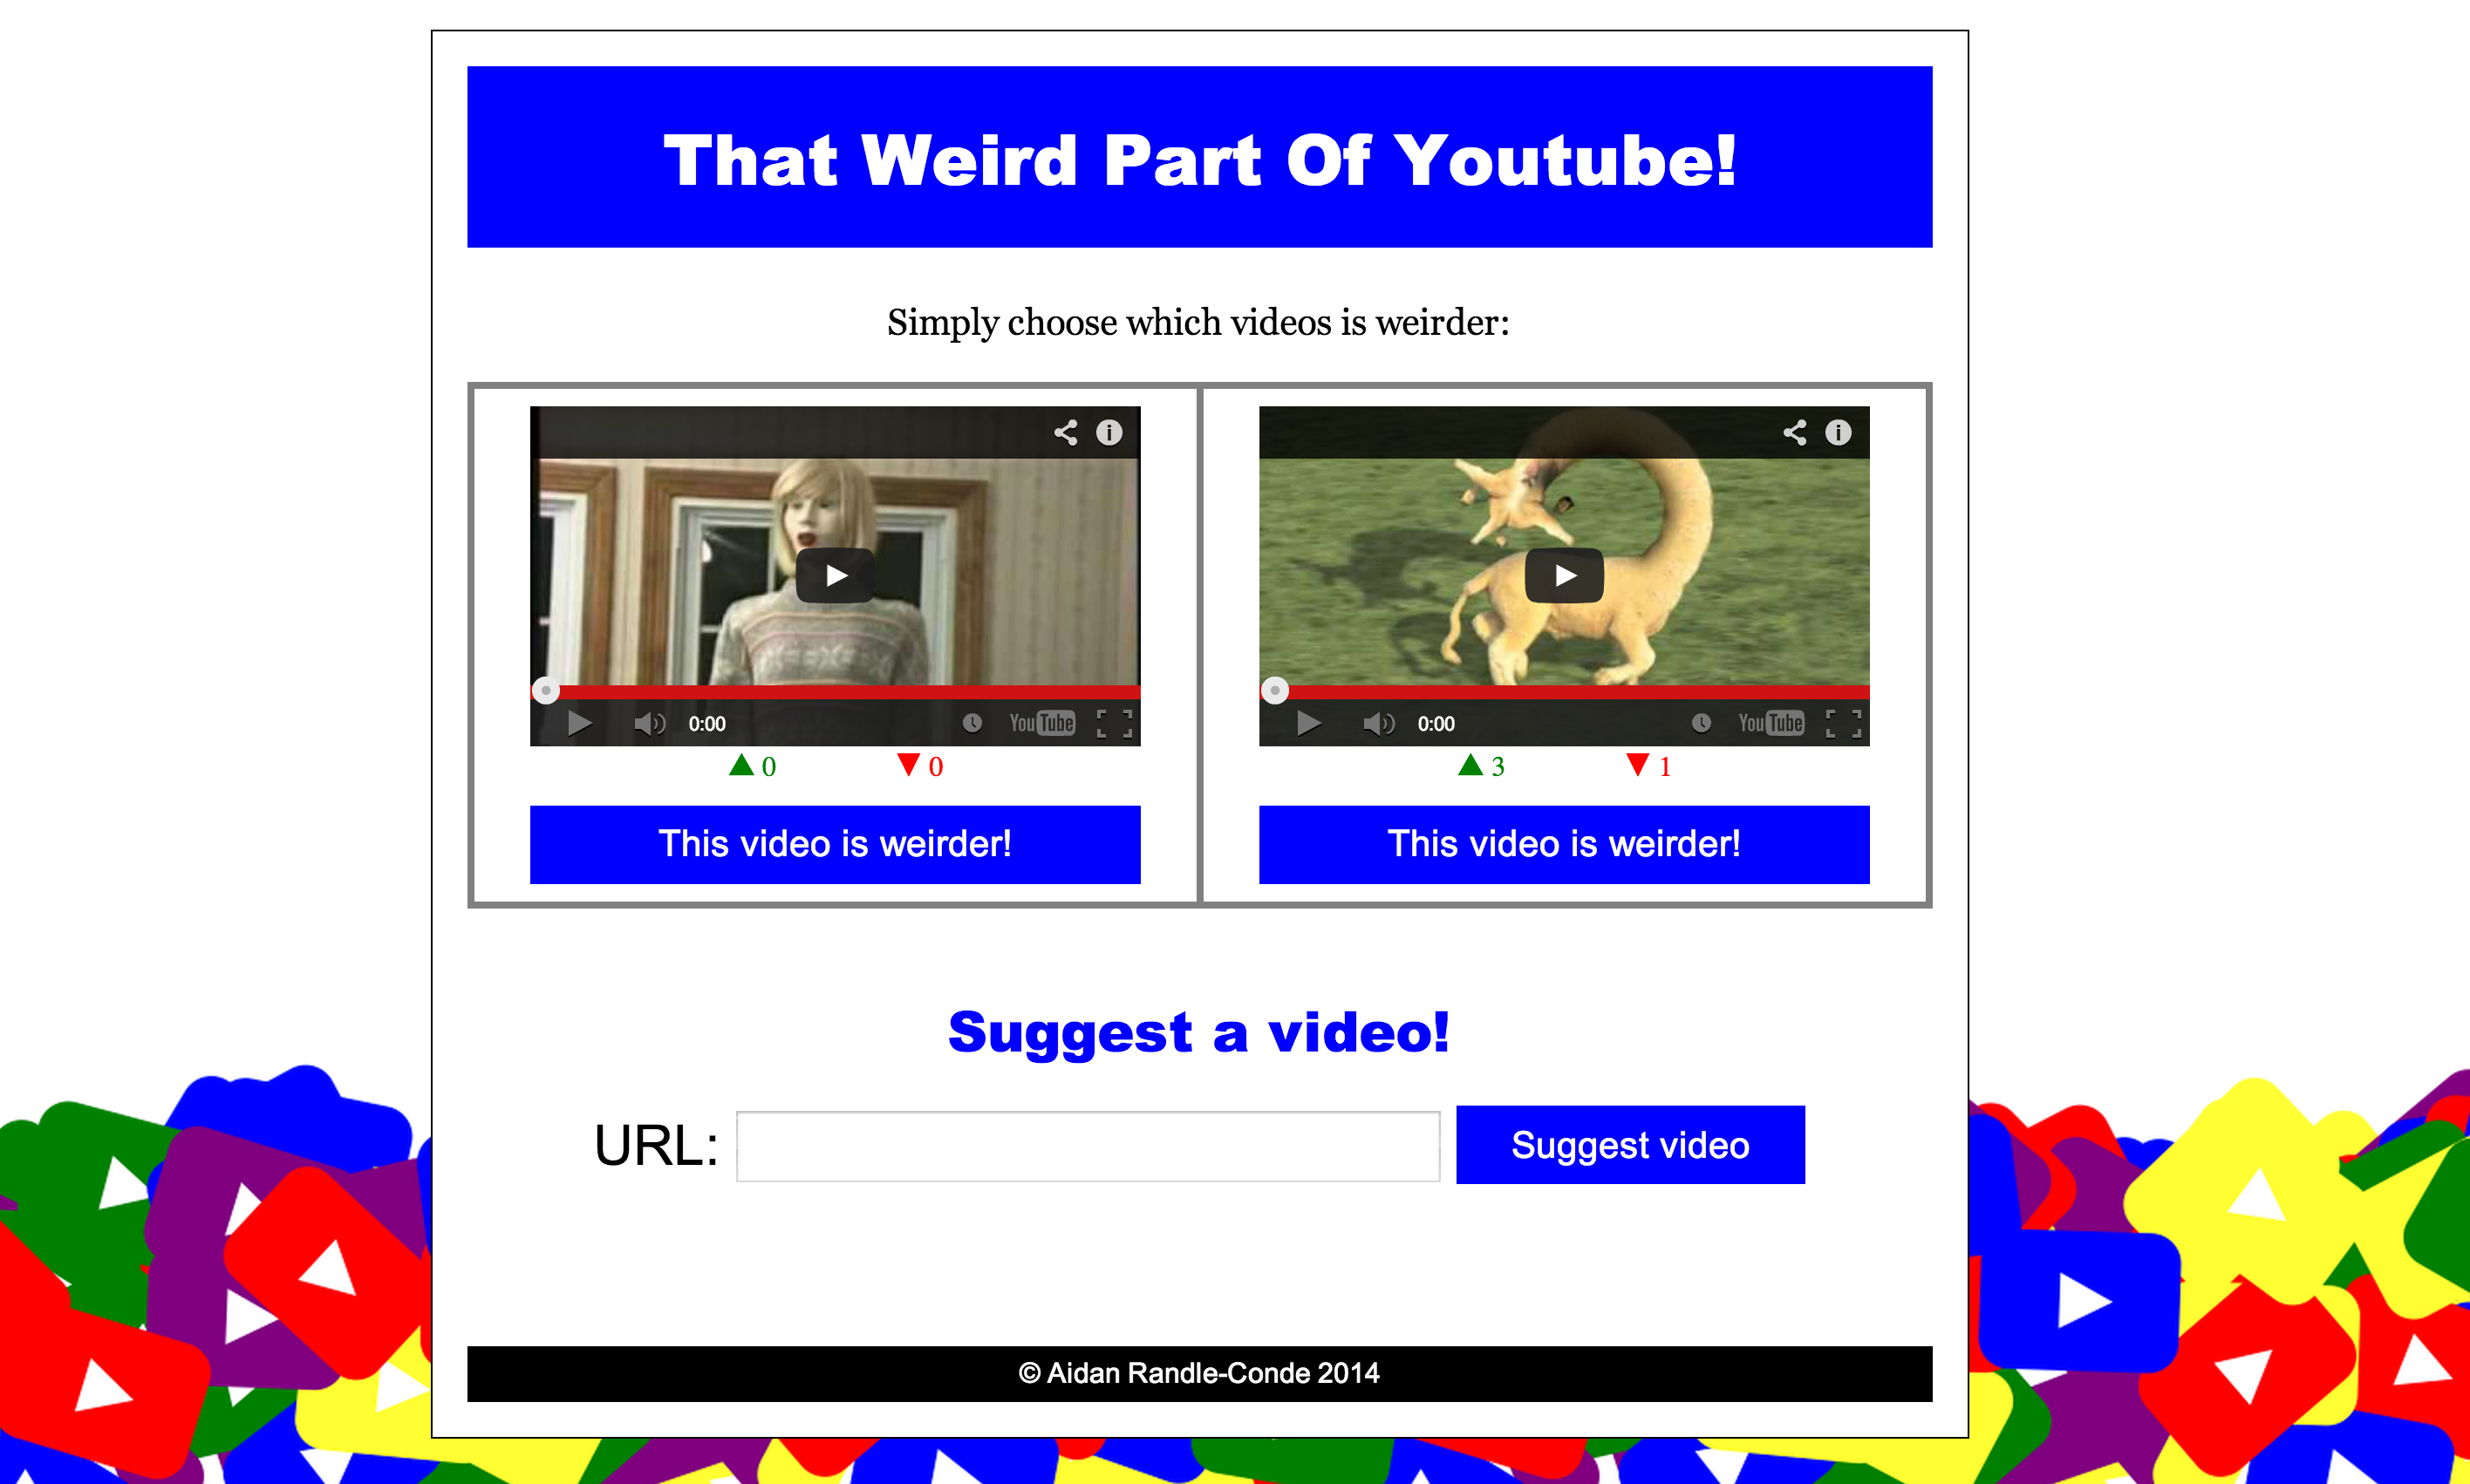 That Weird Part Of Youtube!
Simply choose which videos is weirder:
0:00 YouTube
0:00 YouTube
▲ 0 ▼ 0
▲ 3 ▼ 1
This video is weirder!
This video is weirder!
Suggest a video!
URL: Suggest video
© Aidan Randle-Conde 2014